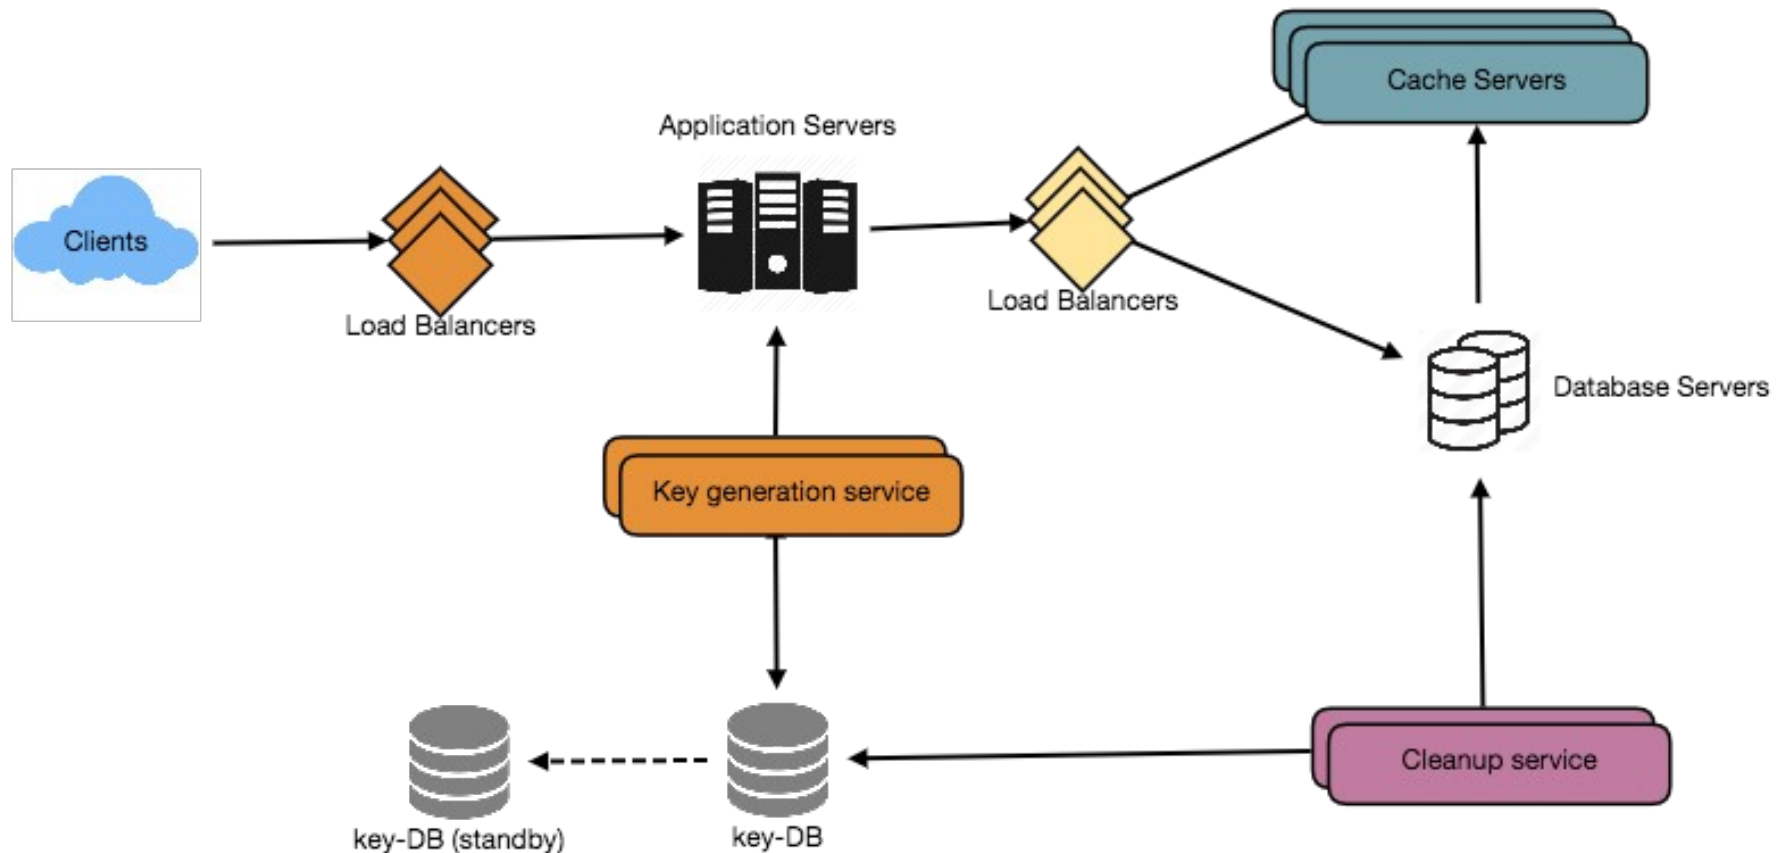 Cache Servers
Application Servers
Clients
Load Balancers
Load Balancers
Database Servers
Key generation service
Cleanup service
key-DB (standby)
key-DB